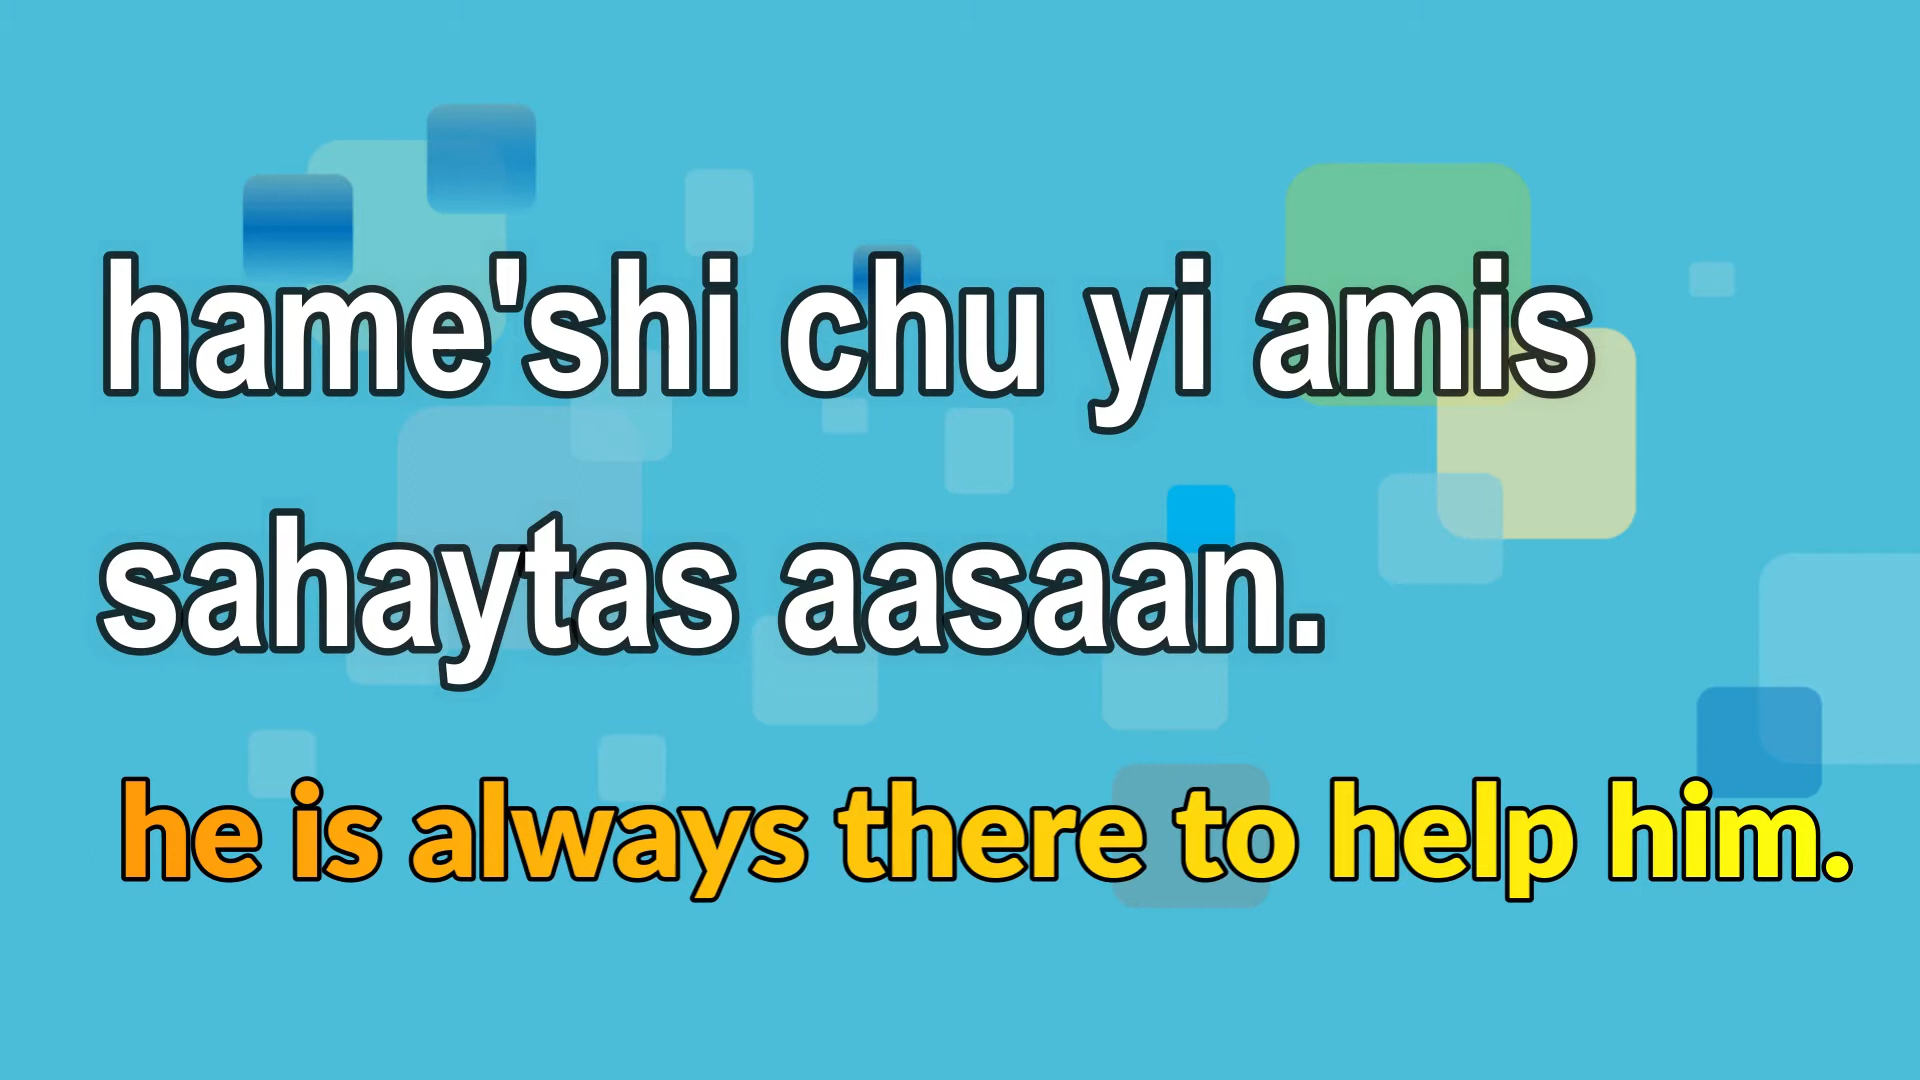 hame'shi chu yi amis
sahaytas aasaan.
he is always there to help him.